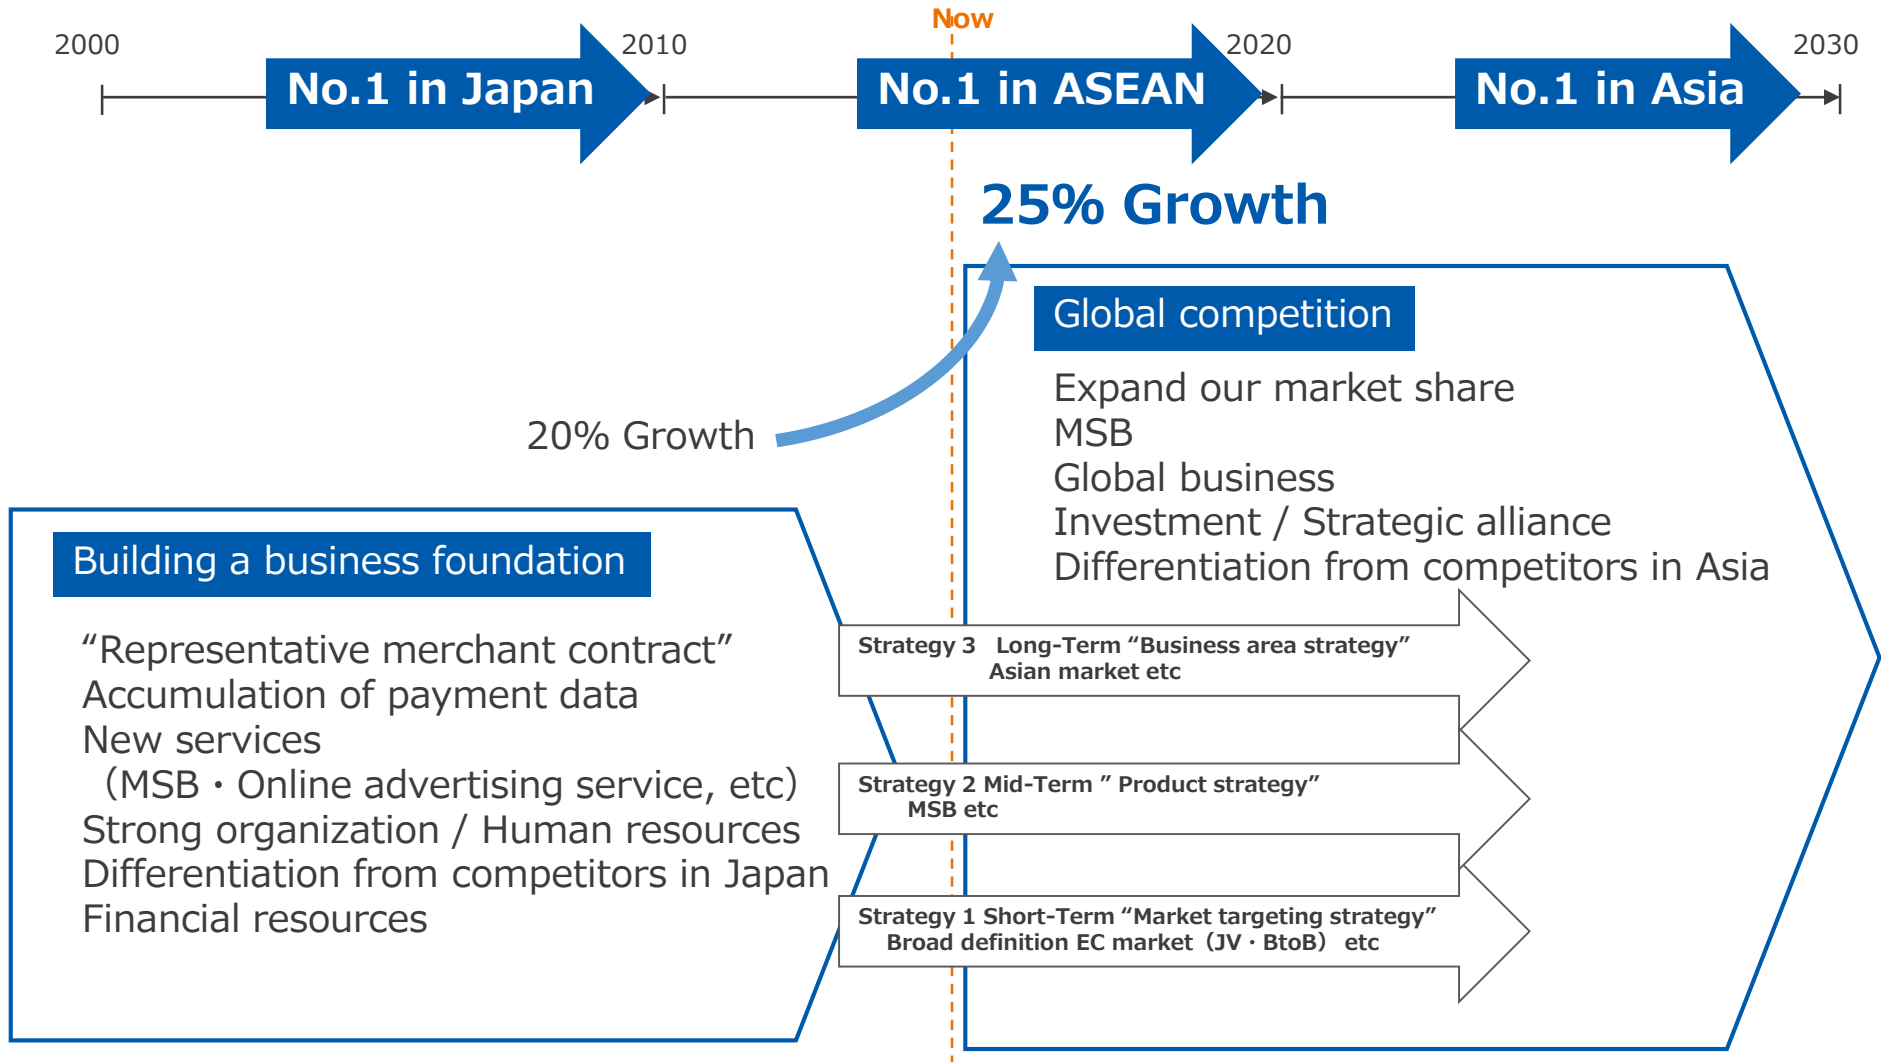 Now
2000
2010
2020
2030
No.1 in Japan
No.1 in ASEAN
No.1 in Asia
25% Growth
20% Growth
Global competition
Expand our market share
MSB
Global business
Investment / Strategic alliance
Differentiation from competitors in Asia
Building a business foundation
“Representative merchant contract”
Accumulation of payment data
New services
（MSB・Online advertising service, etc）
Strong organization / Human resources
Differentiation from competitors in Japan
Financial resources
Strategy 3 Long-Term “Business area strategy”
Asian market etc
Strategy 2 Mid-Term ” Product strategy”
MSB etc
Strategy 1 Short-Term “Market targeting strategy”
Broad definition EC market（JV・BtoB） etc